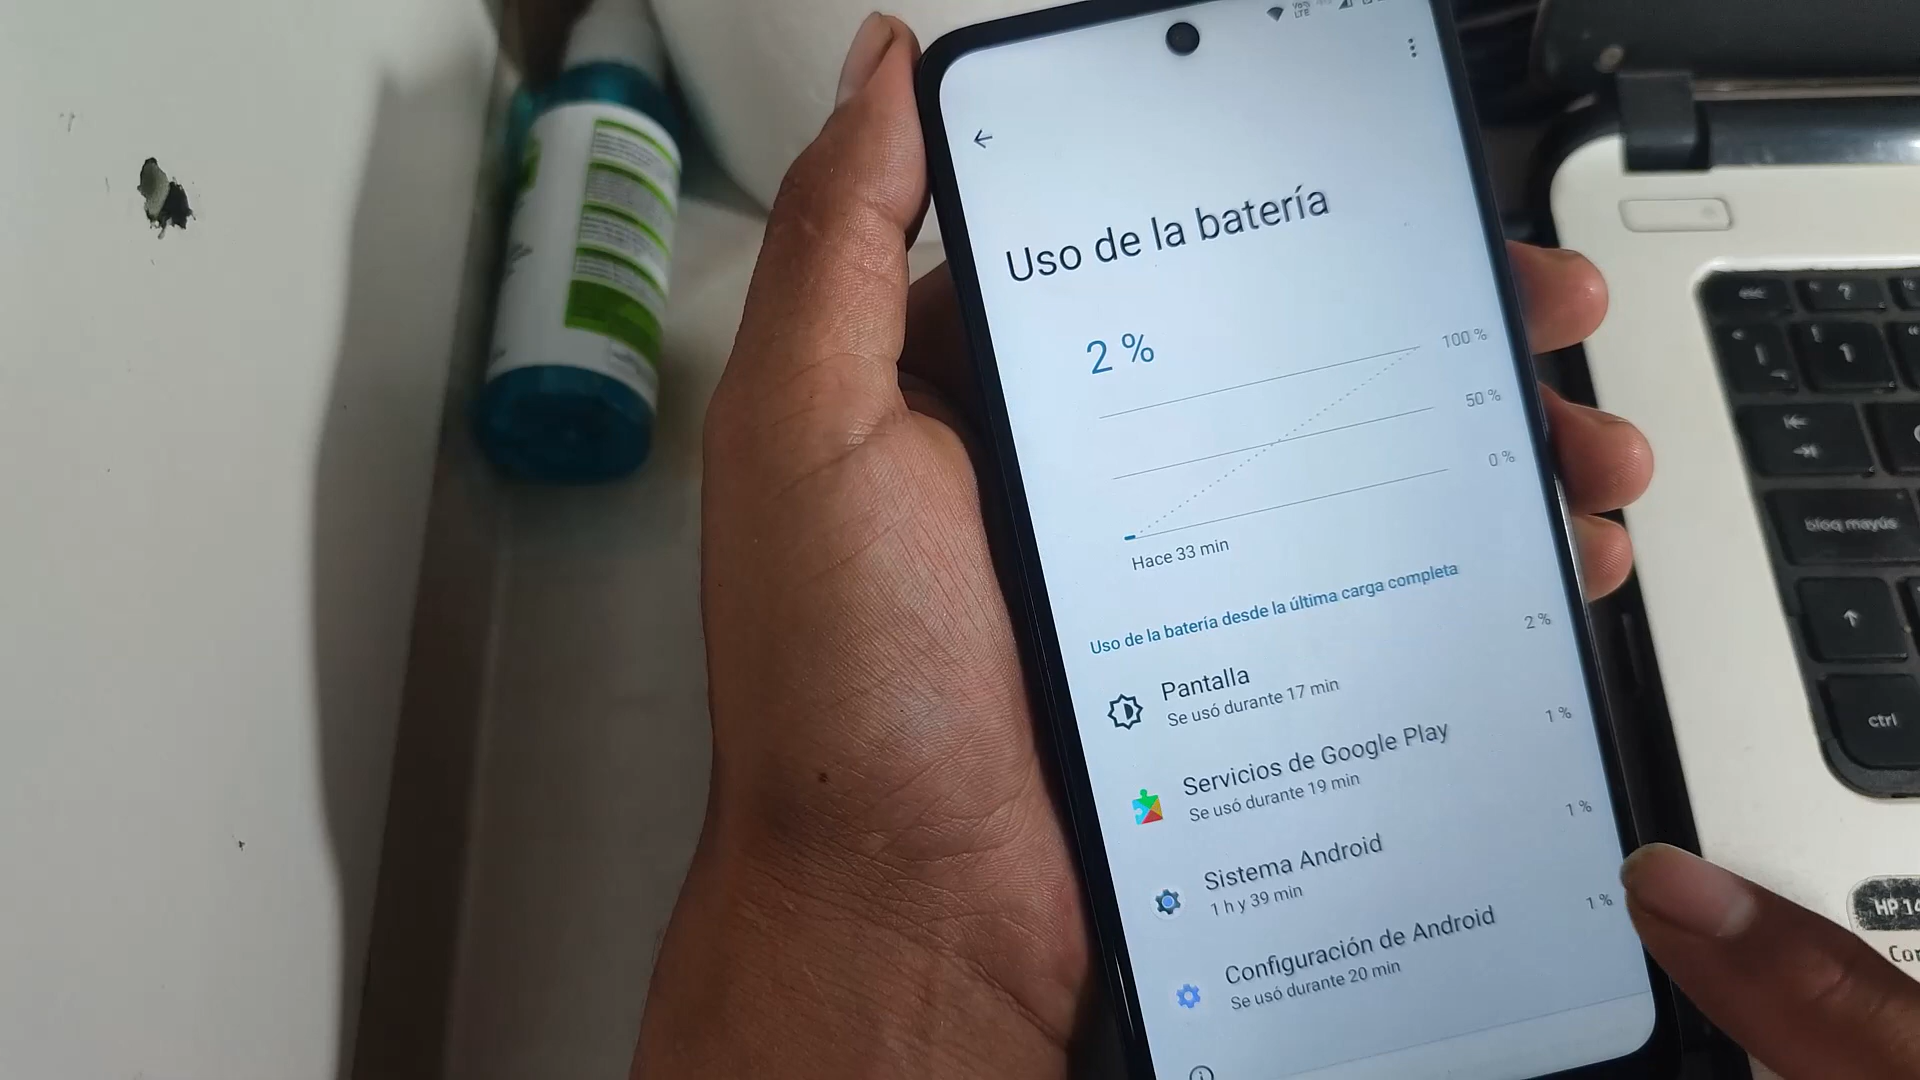 LTE
Uso de la batería
2 %
100 %
50 %
0 %
Hace 33 min
Uso de la batería desde la última carga completa
Pantalla
2 %
Se usó durante 17 min
Servicios de Google Play
1 %
Se usó durante 19 min
Sistema Android
1 %
1 h y 39 min
Configuración de Android
1 %
Se usó durante 20 min
esc
?
1
bloq mayús
ctrl
HP 14